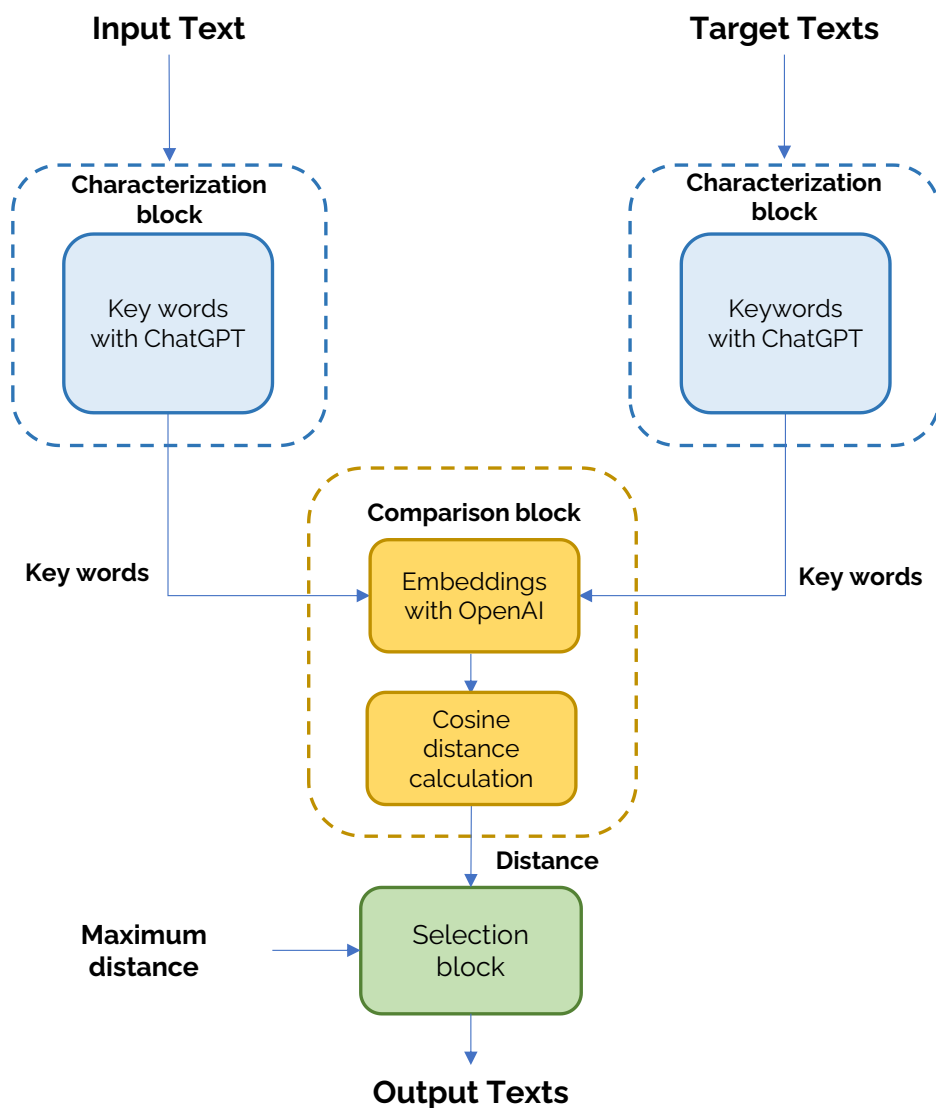 Input Text
Target Texts
Characterization
block
Key words
with ChatGPT
Characterization
block
Keywords
with ChatGPT
Comparison block
Key words
Embeddings
with OpenAI
Key words
Cosine
distance
calculation
Distance
Maximum
distance
Selection
block
Output Texts